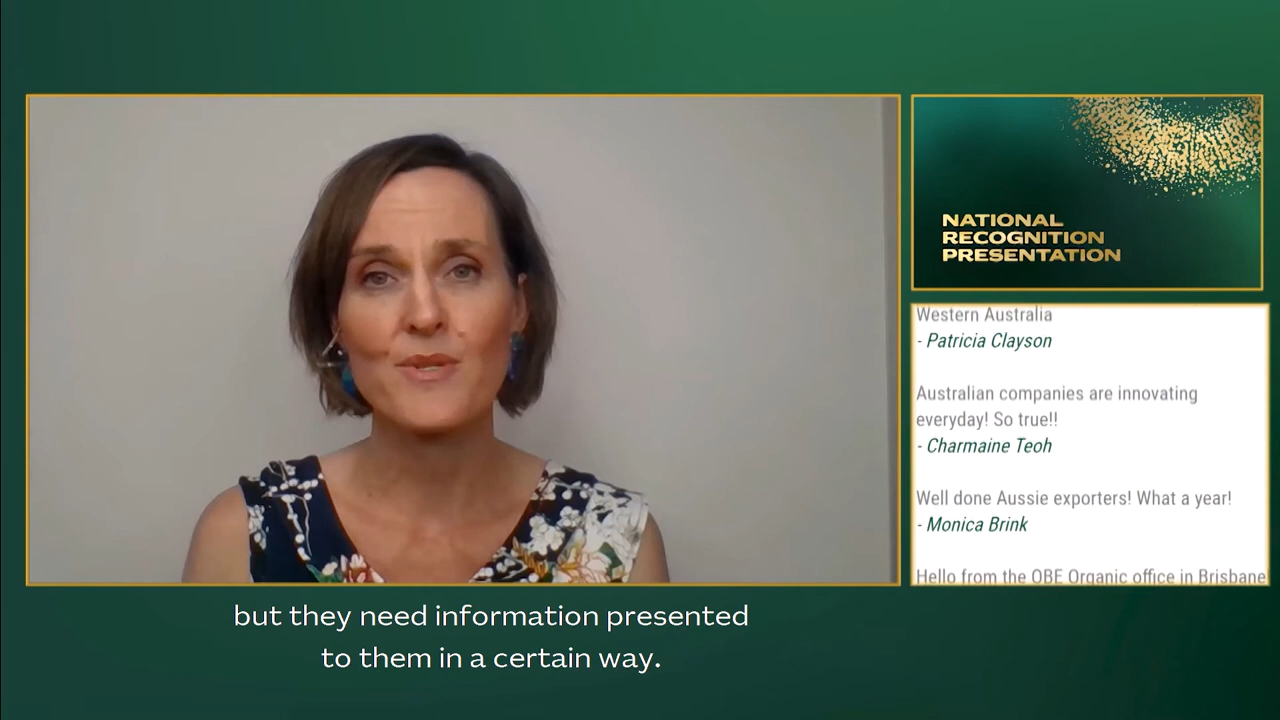 NATIONAL
RECOGNITION
PRESENTATION
Western Australia
- Patricia Clayson
Australian companies are innovating
everyday! So true!!
- Charmaine Teoh
Well done Aussie exporters! What a year!
- Monica Brink
Hello from the OBE Organic office in Brisbane
but they need information presented
to them in a certain way.